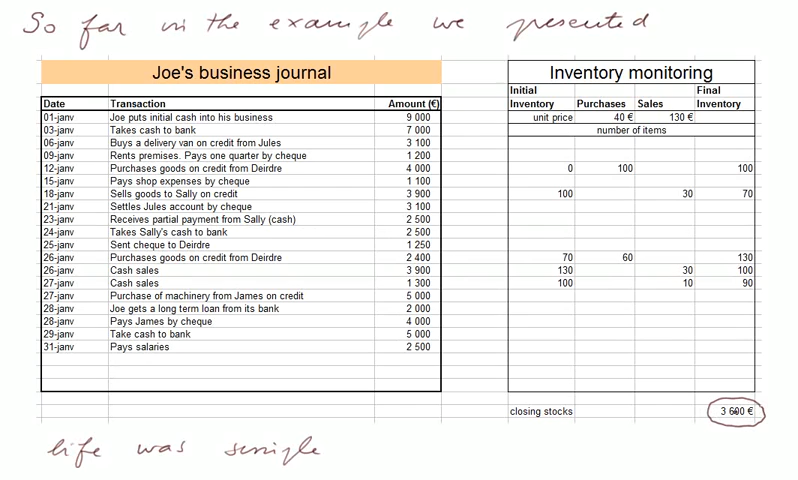 So far in the example we presented
Joe's business journal
Date Transaction Amount (€)
01-janv Joe puts initial cash into his business 9 000
03-janv Takes cash to bank 7 000
06-janv Buys a delivery van on credit from Jules 3 100
09-janv Rents premises. Pays one quarter by cheque 1 200
12-janv Purchases goods on credit from Deirdre 4 000
15-janv Pays shop expenses by cheque 1 100
18-janv Sells goods to Sally on credit 3 900
21-janv Settles Jules account by cheque 3 100
23-janv Receives partial payment from Sally (cash) 2 500
24-janv Takes Sally's cash to bank 2 500
25-janv Sent cheque to Deirdre 1 250
26-janv Purchases goods on credit from Deirdre 2 400
26-janv Cash sales 3 900
27-janv Cash sales 1 300
27-janv Purchase of machinery from James on credit 5 000
28-janv Joe gets a long term loan from its bank 2 000
28-janv Pays James by cheque 4 000
29-janv Take cash to bank 5 000
31-janv Pays salaries 2 500
Inventory monitoring
Initial Final
Inventory Purchases Sales Inventory
unit price 40 € 130 €
number of items
0 100 100
100 30 70
70 60 130
130 30 100
100 10 90
closing stocks 3 600 €
life was simple